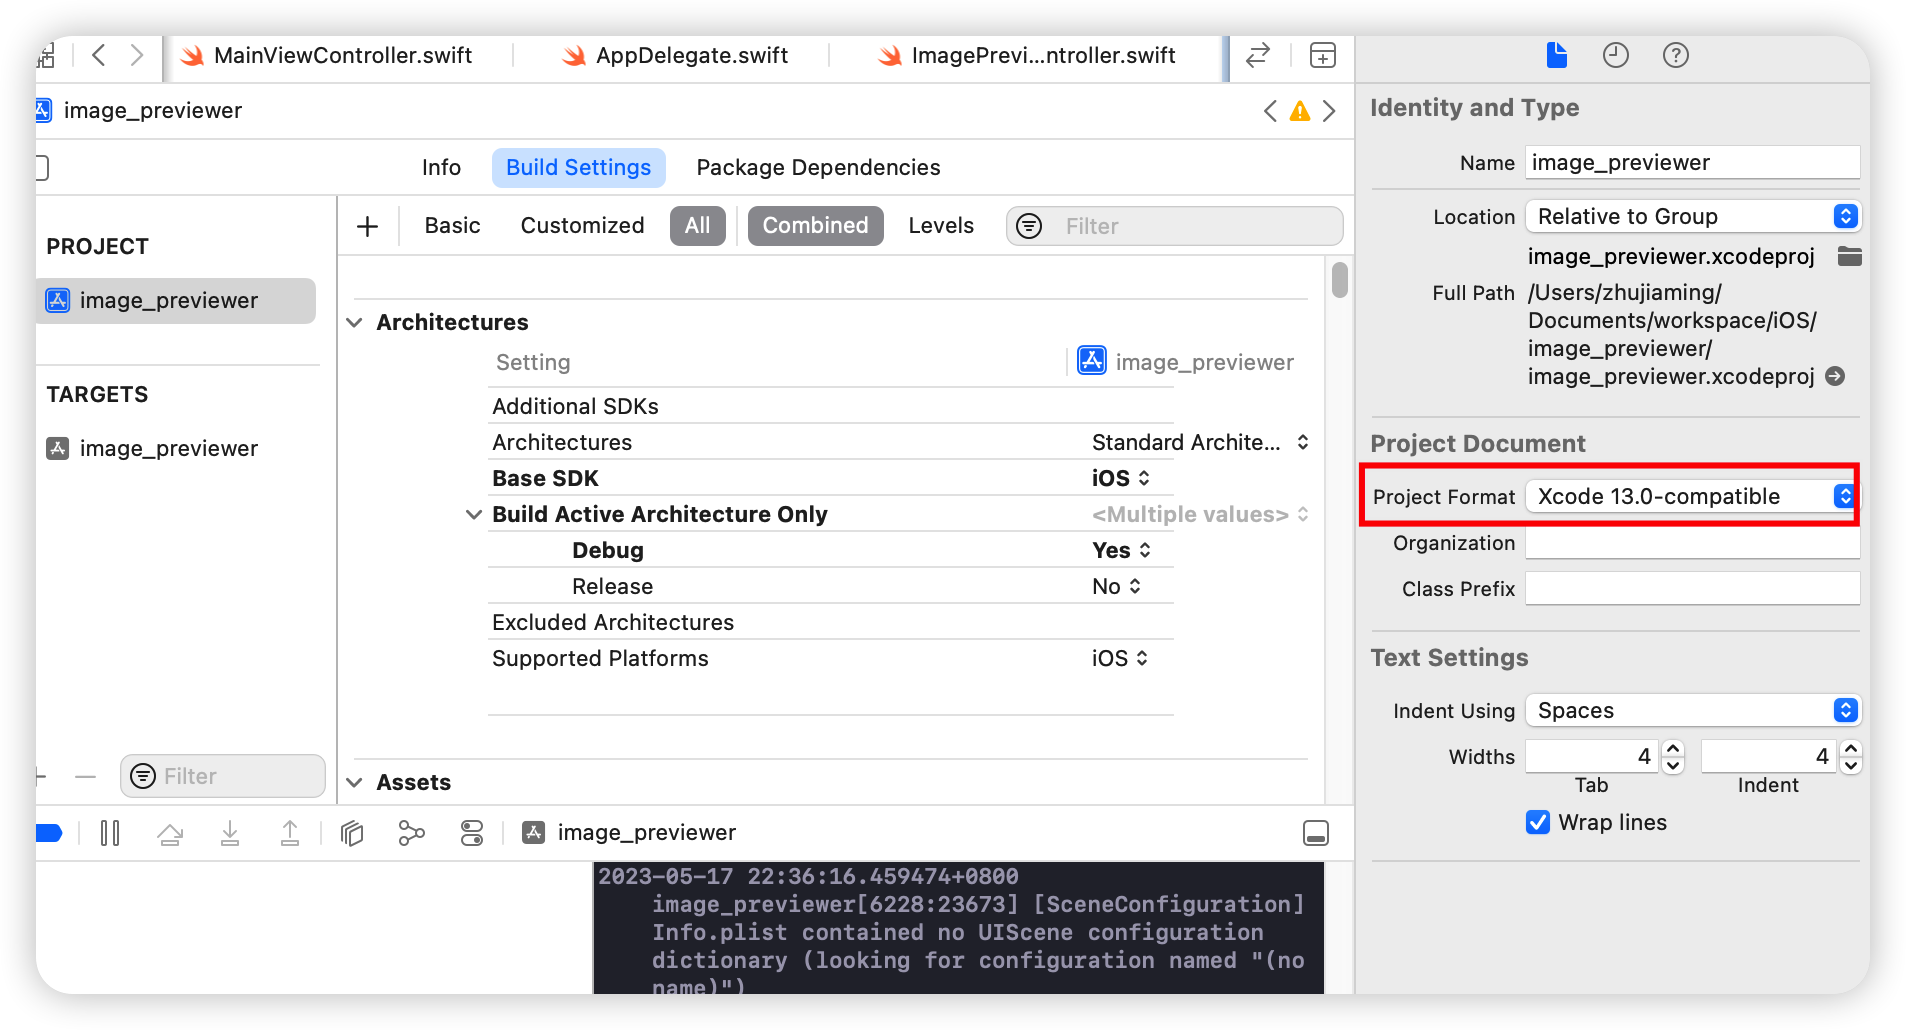 MainViewController.swift
AppDelegate.swift
ImagePrevi...ntroller.swift
image_previewer
Info
Build Settings
Package Dependencies
PROJECT
image_previewer
TARGETS
image_previewer
Filter
Basic
Customized
All
Combined
Levels
Filter
Architectures
Setting
image_previewer
Additional SDKs
Architectures
Standard Archite...
Base SDK
iOS
Build Active Architecture Only
<Multiple values>
Debug
Yes
Release
No
Excluded Architectures
Supported Platforms
iOS
Assets
image_previewer
2023-05-17 22:36:16.459474+0800
image_previewer[6228:23673] [SceneConfiguration]
Info.plist contained no UIScene configuration
dictionary (looking for configuration named "(no
name)")
Identity and Type
Name
image_previewer
Location
Relative to Group
image_previewer.xcodeproj
Full Path
/Users/zhujiaming/
Documents/workspace/iOS/
image_previewer/
image_previewer.xcodeproj
Project Document
Project Format
Xcode 13.0-compatible
Organization
Class Prefix
Text Settings
Indent Using
Spaces
Widths
4
4
Tab
Indent
Wrap lines